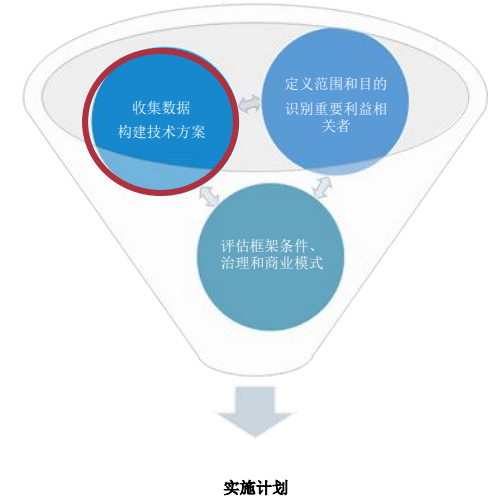 收集数据
构建技术方案
定义范围和目的
识别重要利益相
关者
评估框架条件、
治理和商业模式
实施计划